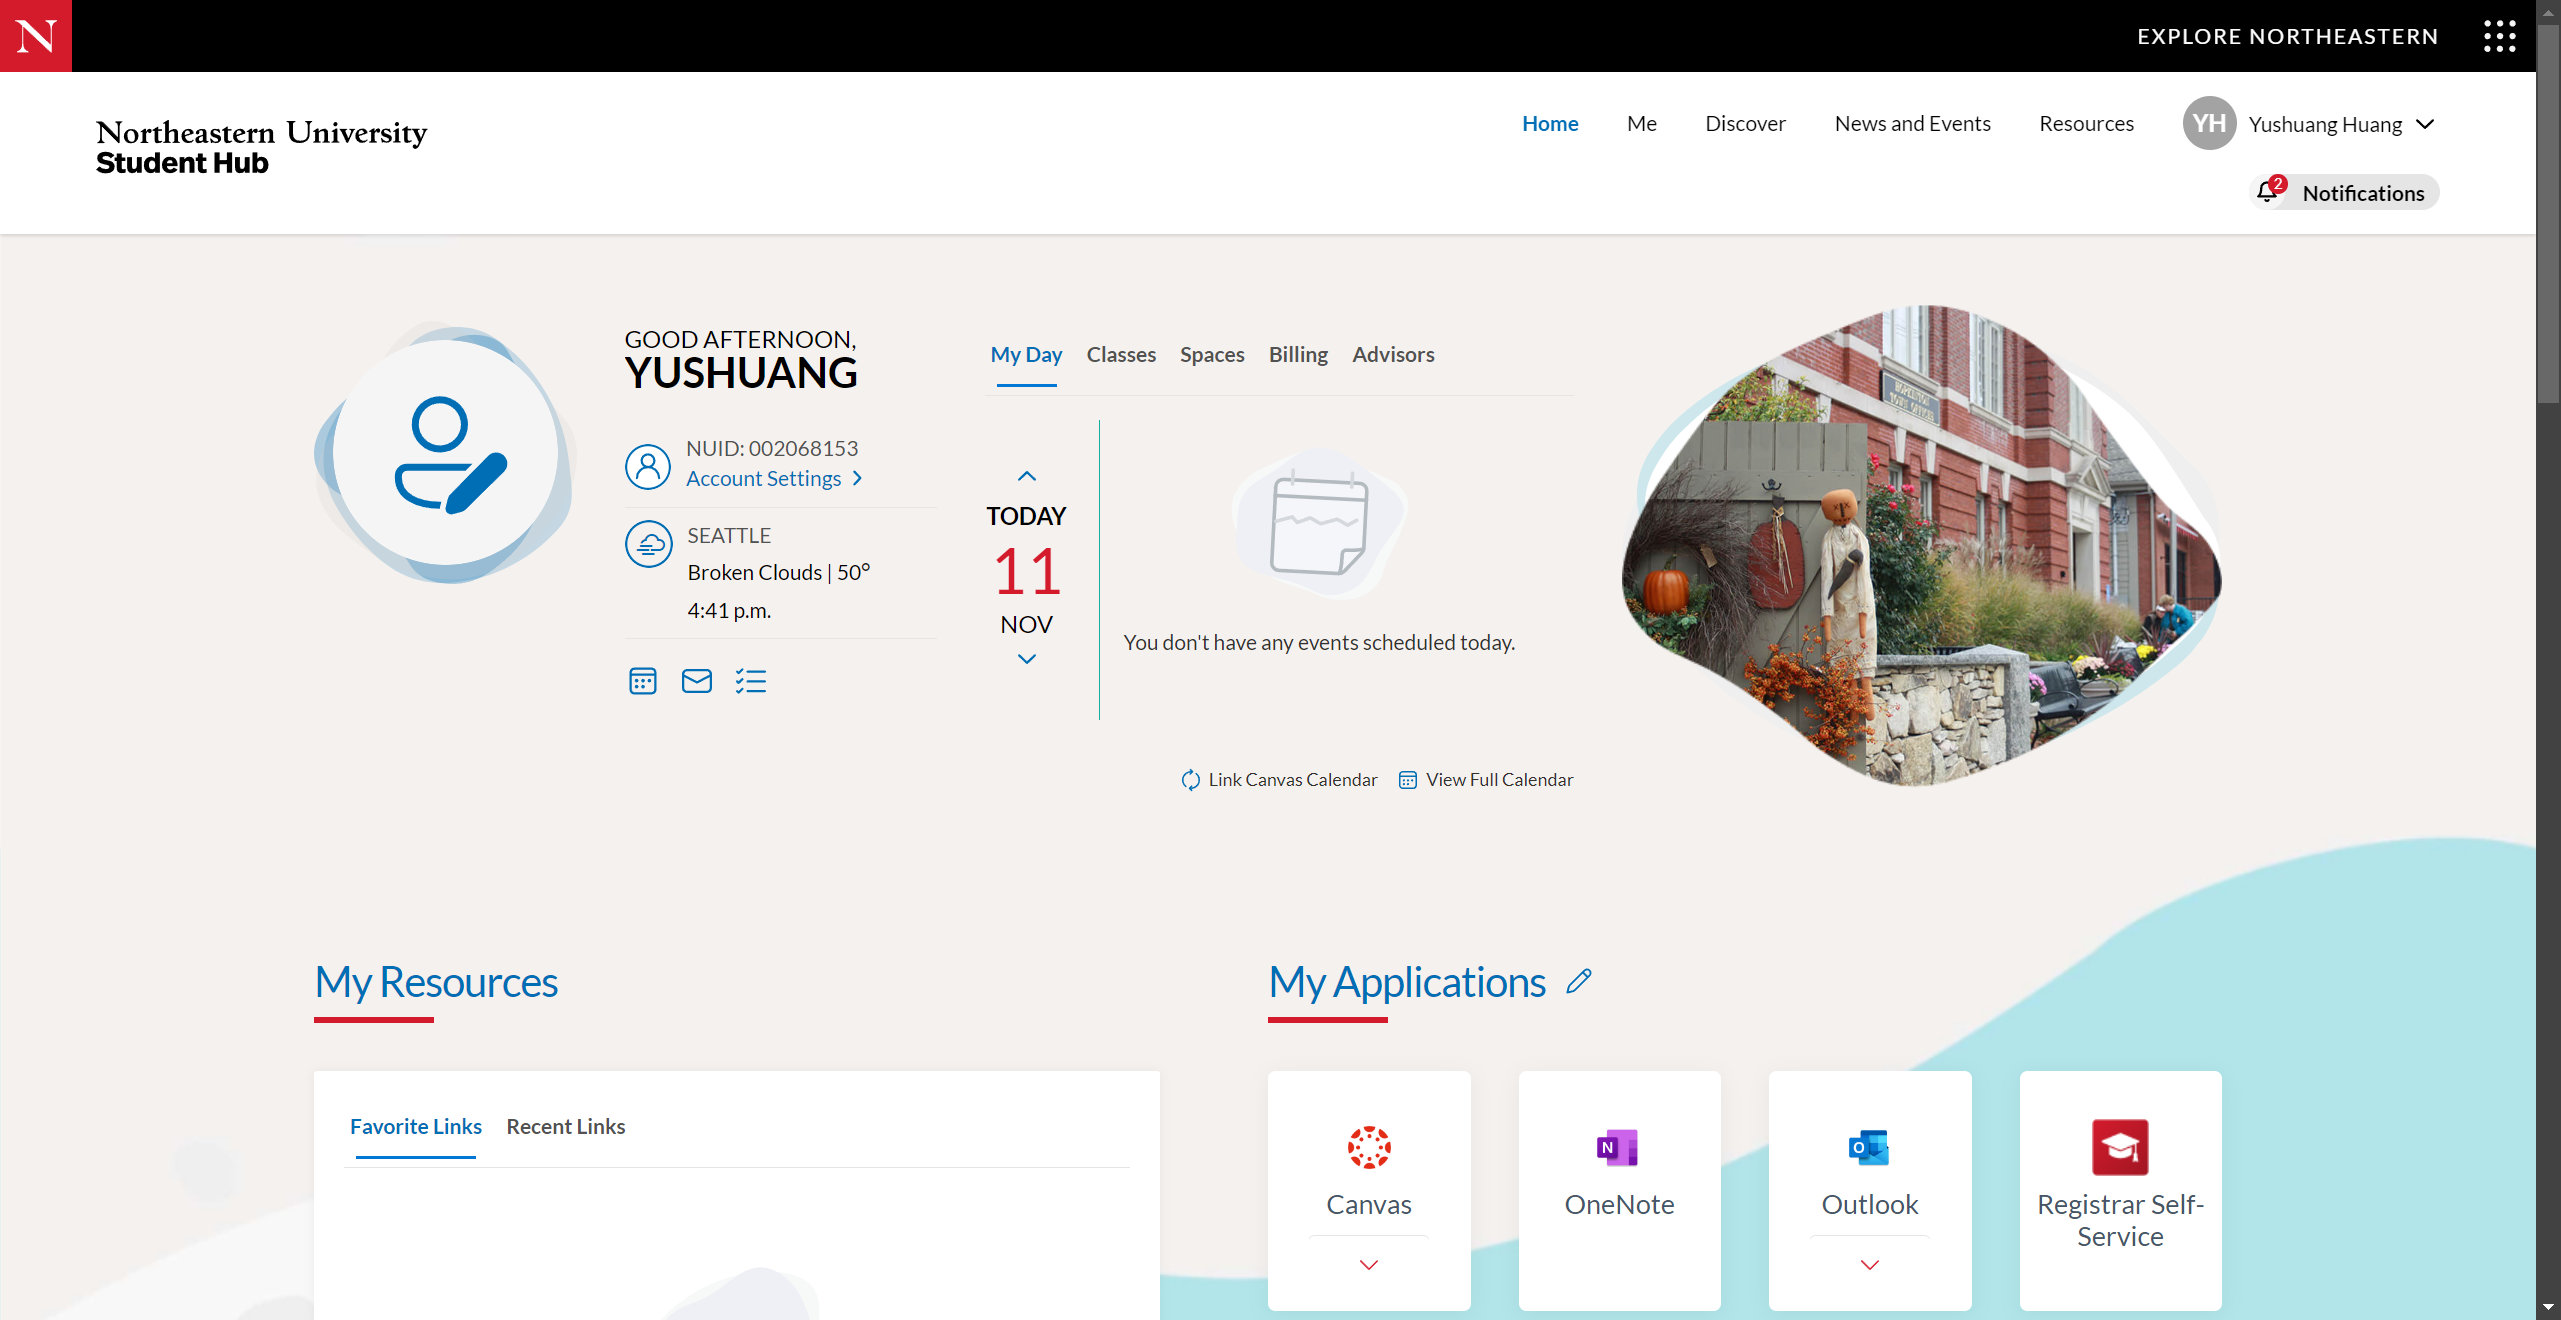 N
EXPLORE NORTHEASTERN
Northeastern University
Student Hub
Home
Me
Discover
News and Events
Resources
YH
Yushuang Huang
2
Notifications
GOOD AFTERNOON,
YUSHUANG
NUID: 002068153
Account Settings
SEATTLE
Broken Clouds | 50°
4:41 p.m.
My Day
Classes
Spaces
Billing
Advisors
TODAY
11
NOV
You don't have any events scheduled today.
Link Canvas Calendar
View Full Calendar
HOPKINTON
TOWN OFFICES
My Resources
Favorite Links
Recent Links
My Applications
Canvas
N
OneNote
O
Outlook
Registrar Self-
Service